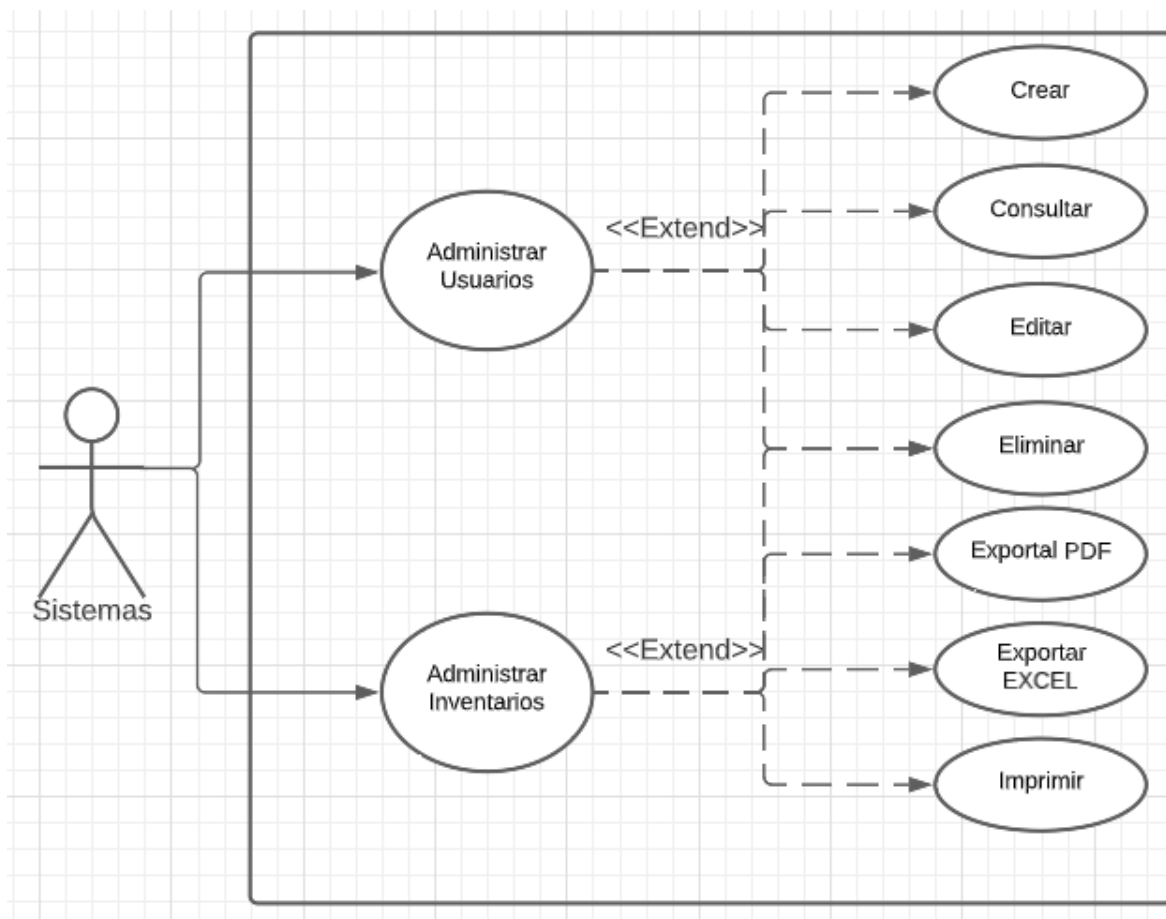 Crear
Consultar
<<Extend>>
Administrar
Usuarios
Editar
Eliminar
Exportal PDF
Sistemas
<<Extend>>
Administrar
Inventarios
Exportar
EXCEL
Imprimir